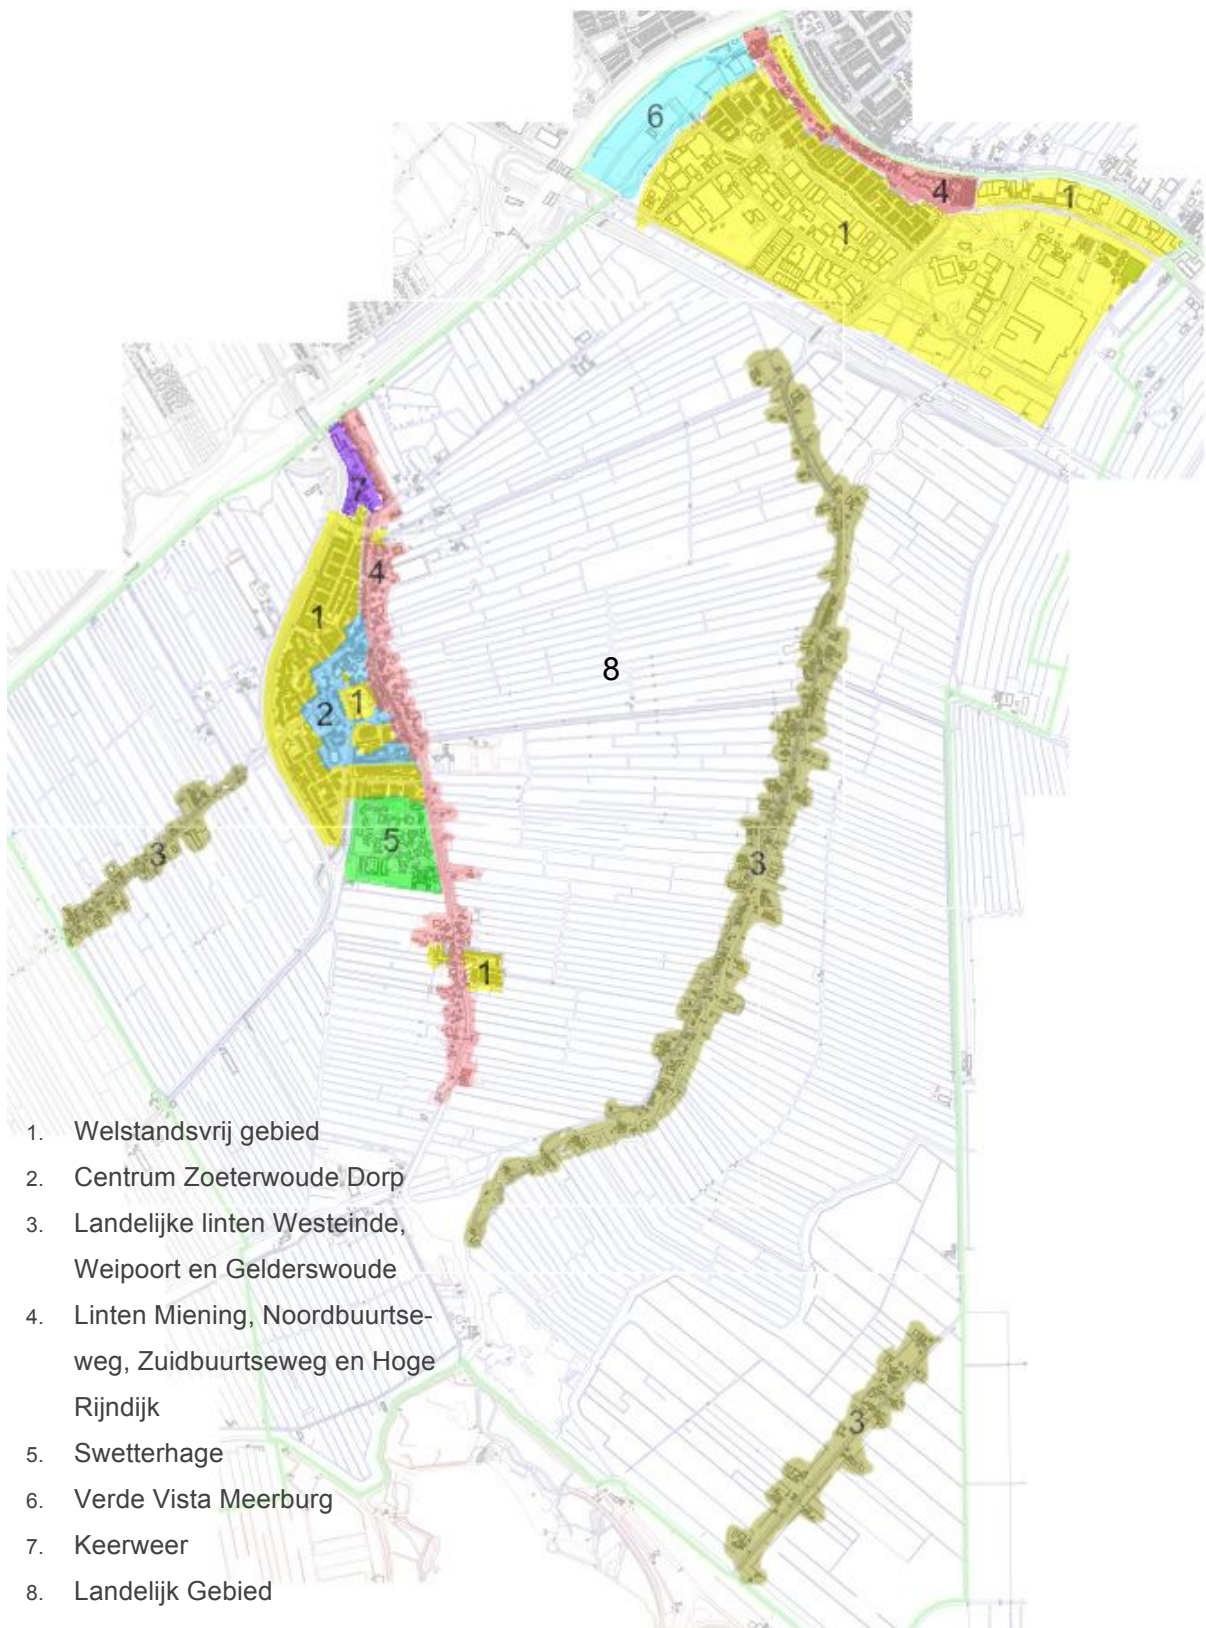 6
4
1
1
7
4
1
8
1
2
3
5
3
1
1. Welstandsvrij gebied
2. Centrum Zoeterwoude Dorp
3. Landelijke linten Westeinde,
Weipoort en Gelderswoude
4. Linten Miening, Noordbuurtse-
weg, Zuidbuurtseweg en Hoge
Rijndijk
3
5. Swetterhage
6. Verde Vista Meerburg
7. Keerweer
8. Landelijk Gebied